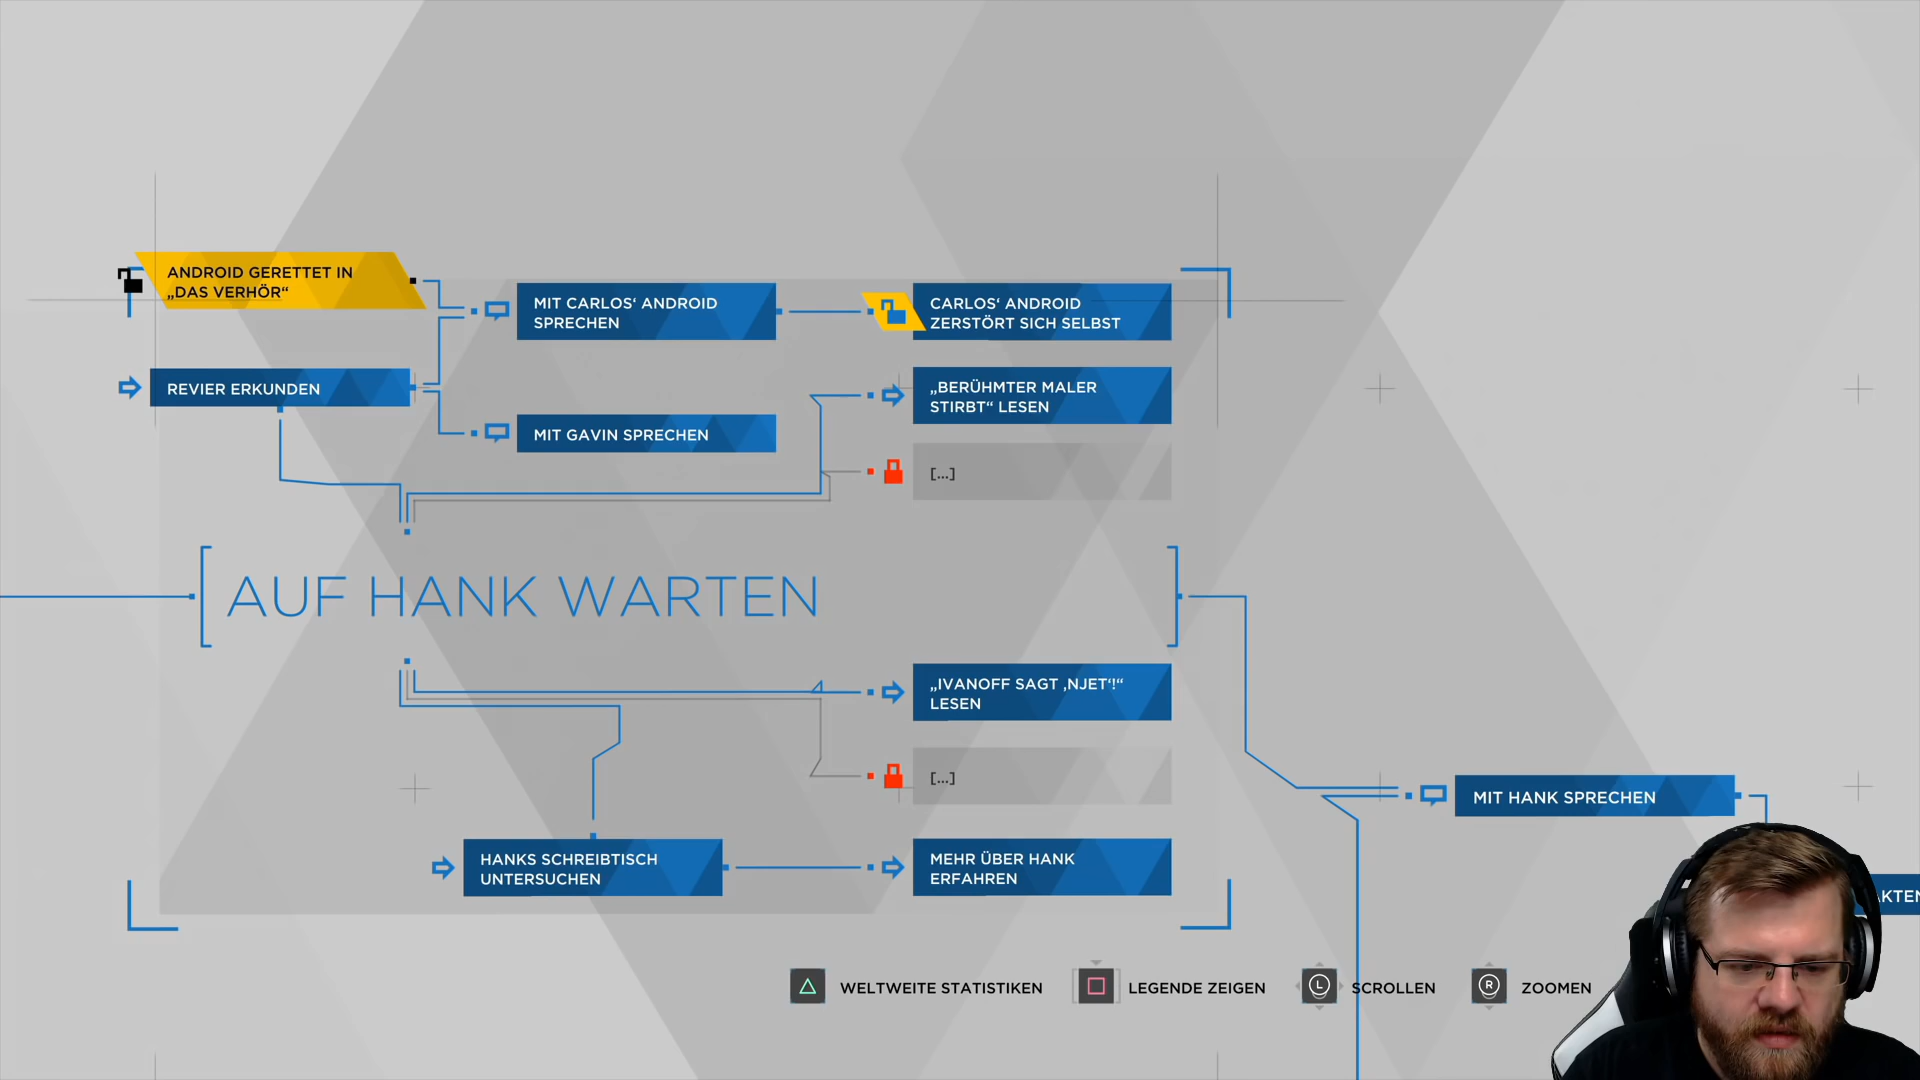 ANDROID GERETTET IN
„DAS VERHÖR“
MIT CARLOS‘ ANDROID
SPRECHEN
CARLOS‘ ANDROID
ZERSTÖRT SICH SELBST
REVIER ERKUNDEN
„BERÜHMTER MALER
STIRBT“ LESEN
MIT GAVIN SPRECHEN
[...]
AUF HANK WARTEN
„IVANOFF SAGT ‚NJET‘!“
LESEN
[...]
MIT HANK SPRECHEN
HANKS SCHREIBTISCH
UNTERSUCHEN
MEHR ÜBER HANK
ERFAHREN
AKTEN
WELTWEITE STATISTIKEN
LEGENDE ZEIGEN
L
SCROLLEN
R
ZOOMEN